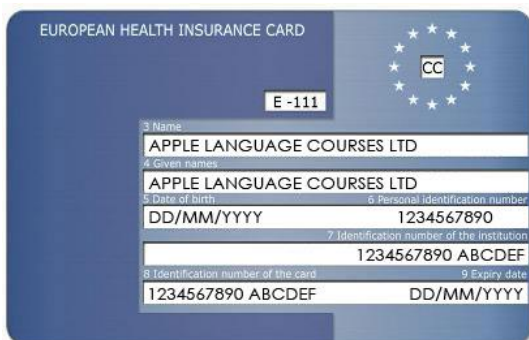 EUROPEAN HEALTH INSURANCE CARD
CC
E -111
3 Name
APPLE LANGUAGE COURSES LTD
4 Given names
APPLE LANGUAGE COURSES LTD
5 Date of birth 6 Personal identification number
DD/MM/YYYY 1234567890
7 Identification number of the institution
1234567890 ABCDEF
8 Identification number of the card 9 Expiry date
1234567890 ABCDEF DD/MM/YYYY